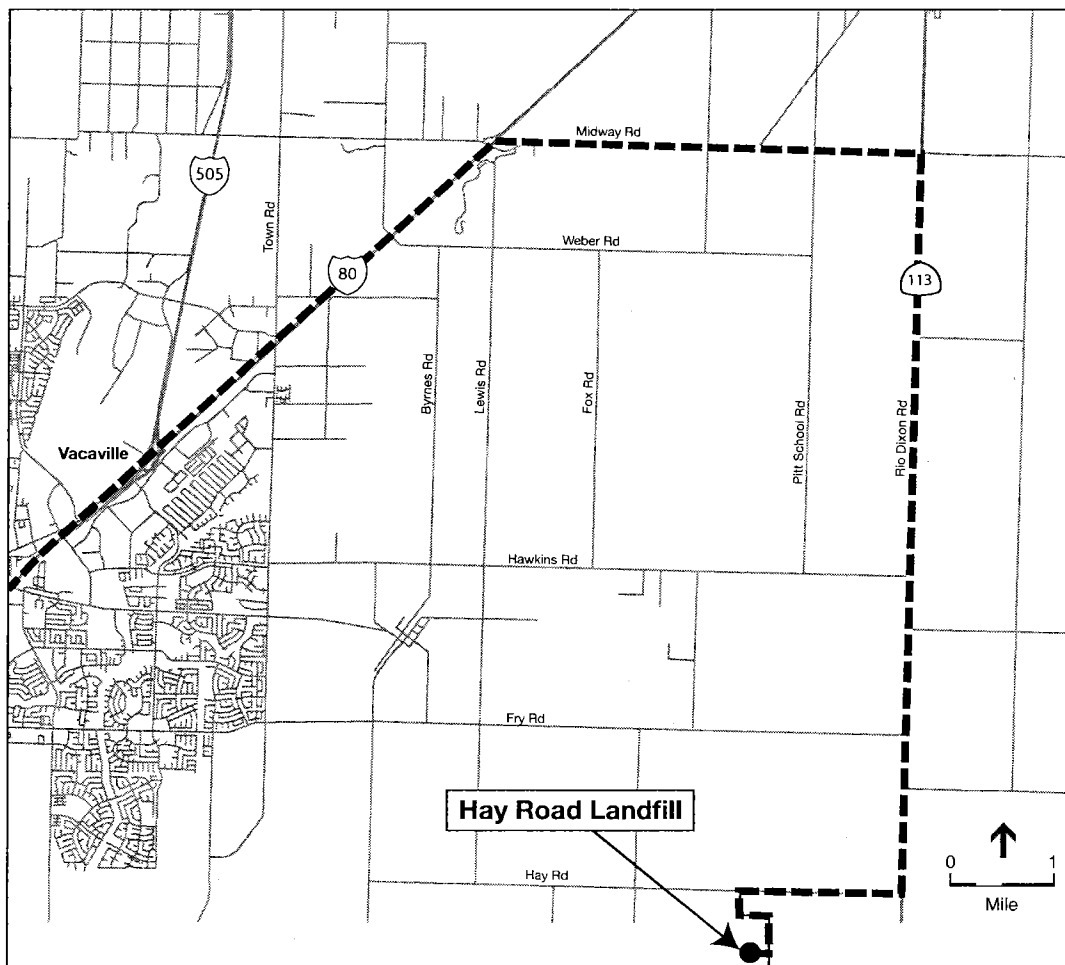 Midway Rd
505
Town Rd
Weber Rd
80
113
Byrnes Rd
Lewis Rd
Fox Rd
Pitt School Rd
Rio Dixon Rd
Vacaville
Hawkins Rd
Fry Rd
Hay Road Landfill
Hay Rd
0 1
Mile